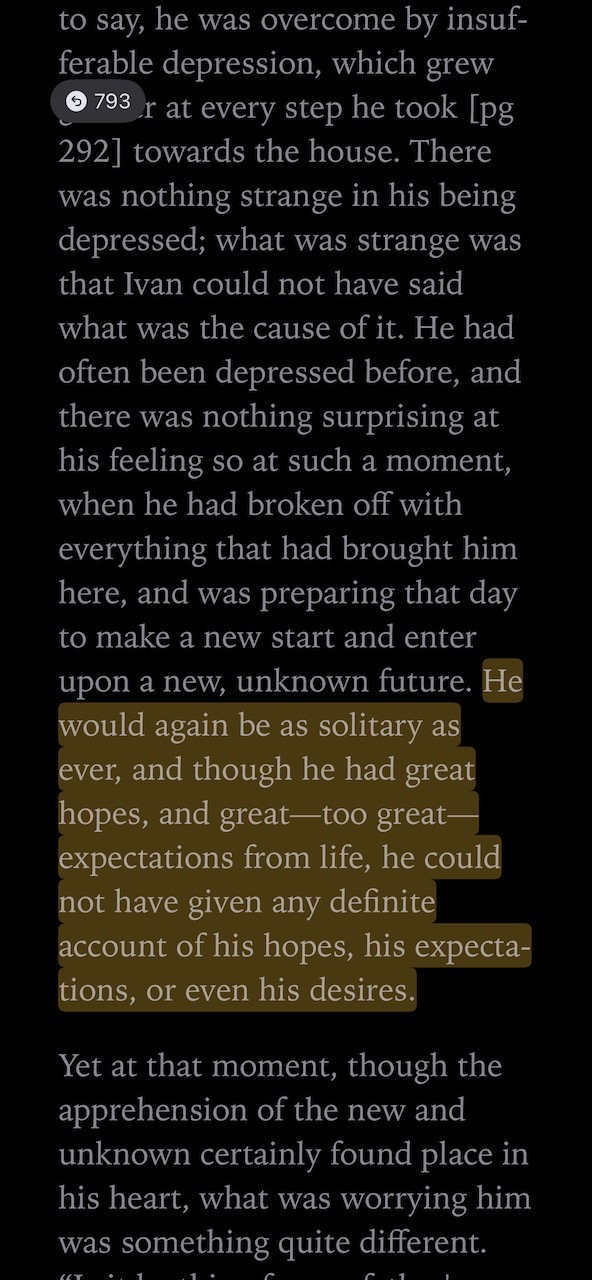 to say, he was overcome by insuf-
ferable depression, which grew
793
at every step he took [pg
292] towards the house. There
was nothing strange in his being
depressed; what was strange was
that Ivan could not have said
what was the cause of it. He had
often been depressed before, and
there was nothing surprising at
his feeling so at such a moment,
when he had broken off with
everything that had brought him
here, and was preparing that day
to make a new start and enter
upon a new, unknown future. He
would again be as solitary as
ever, and though he had great
hopes, and great—too great—
expectations from life, he could
not have given any definite
account of his hopes, his expecta-
tions, or even his desires.
Yet at that moment, though the
apprehension of the new and
unknown certainly found place in
his heart, what was worrying him
was something quite different.